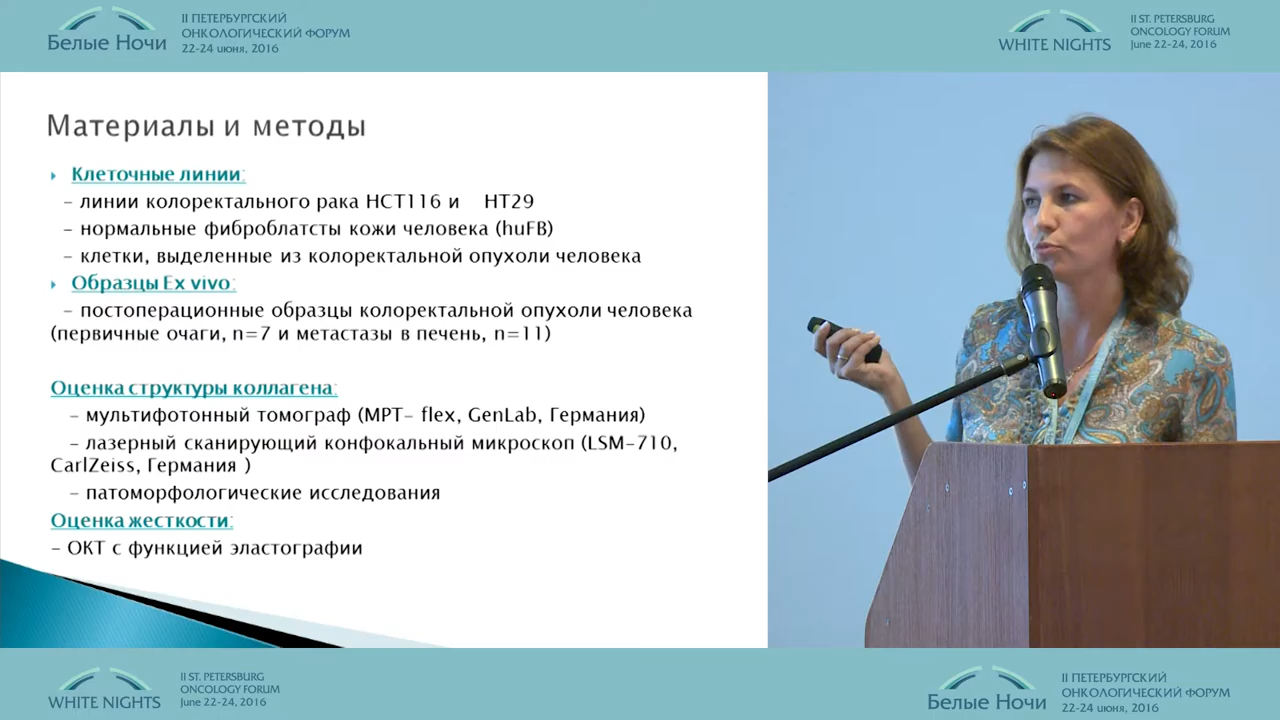 Белые Ночи
II ПЕТЕРБУРГСКИЙ
ОНКОЛОГИЧЕСКИЙ ФОРУМ
22-24 июня, 2016
WHITE NIGHTS
II ST. PETERSBURG
ONCOLOGY FORUM
June 22-24, 2016
Материалы и методы
Клеточные линии:
– линии колоректального рака HCT116 и HT29
– нормальные фиброблатсты кожи человека (huFB)
– клетки, выделенные из колоректальной опухоли человека
Образцы Ex vivo:
– постоперационные образцы колоректальной опухоли человека
(первичные очаги, n=7 и метастазы в печень, n=11)
Оценка структуры коллагена:
– мультифотонный томограф (MPT– flex, GenLab, Германия)
– лазерный сканирующий конфокальный микроскоп (LSM–710,
CarlZeiss, Германия )
– патоморфологические исследования
Оценка жесткости:
– ОКТ с функцией эластографии
WHITE NIGHTS
II ST. PETERSBURG
ONCOLOGY FORUM
June 22-24, 2016
Белые Ночи
II ПЕТЕРБУРГСКИЙ
ОНКОЛОГИЧЕСКИЙ ФОРУМ
22-24 июня, 2016